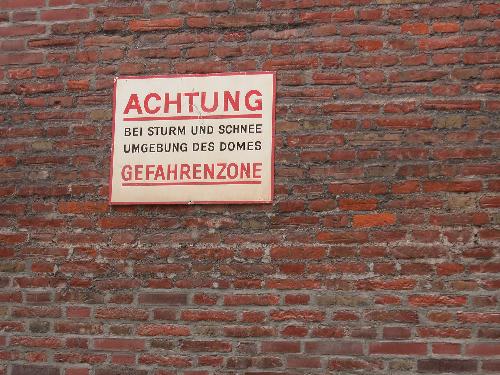 ACHTUNG
BEI STURM UND SCHNEE
UMGEBUNG DES DOMES
GEFAHRENZONE